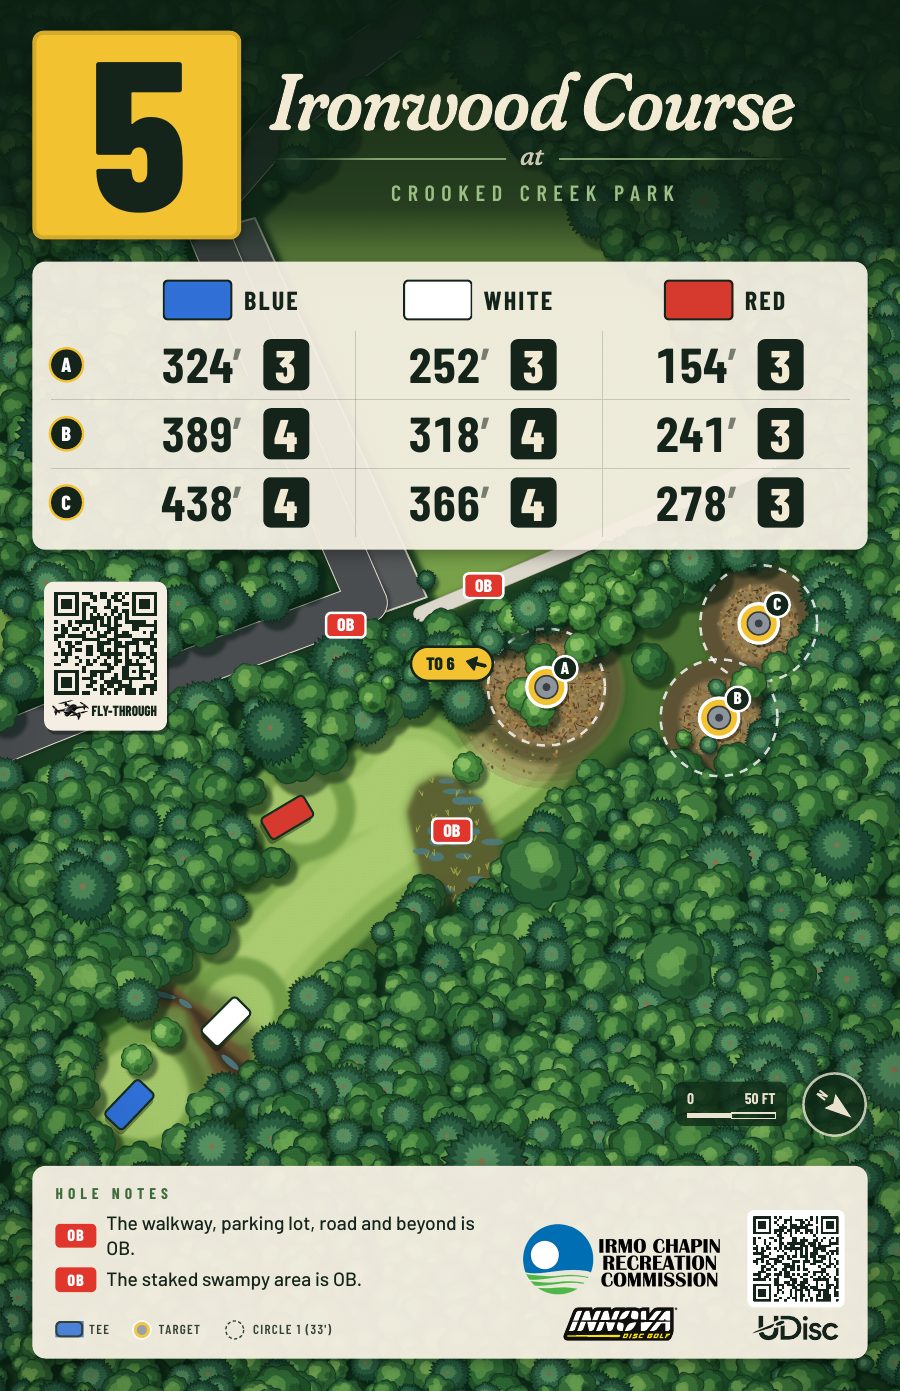 5
Ironwood Course
at
CROOKED CREEK PARK
BLUE WHITE RED
A 324' 3 252' 3 154' 3
B 389' 4 318' 4 241' 3
C 438' 4 366' 4 278' 3
OB
OB
C
TO 6
A
B
FLY-THROUGH
OB
0 50 FT
N
HOLE NOTES
OB The walkway, parking lot, road and beyond is
OB.
OB The staked swampy area is OB.
TEE TARGET CIRCLE 1 (33')
IRMO CHAPIN
RECREATION
COMMISSION
INNOVA
DISC GOLF
UDisc